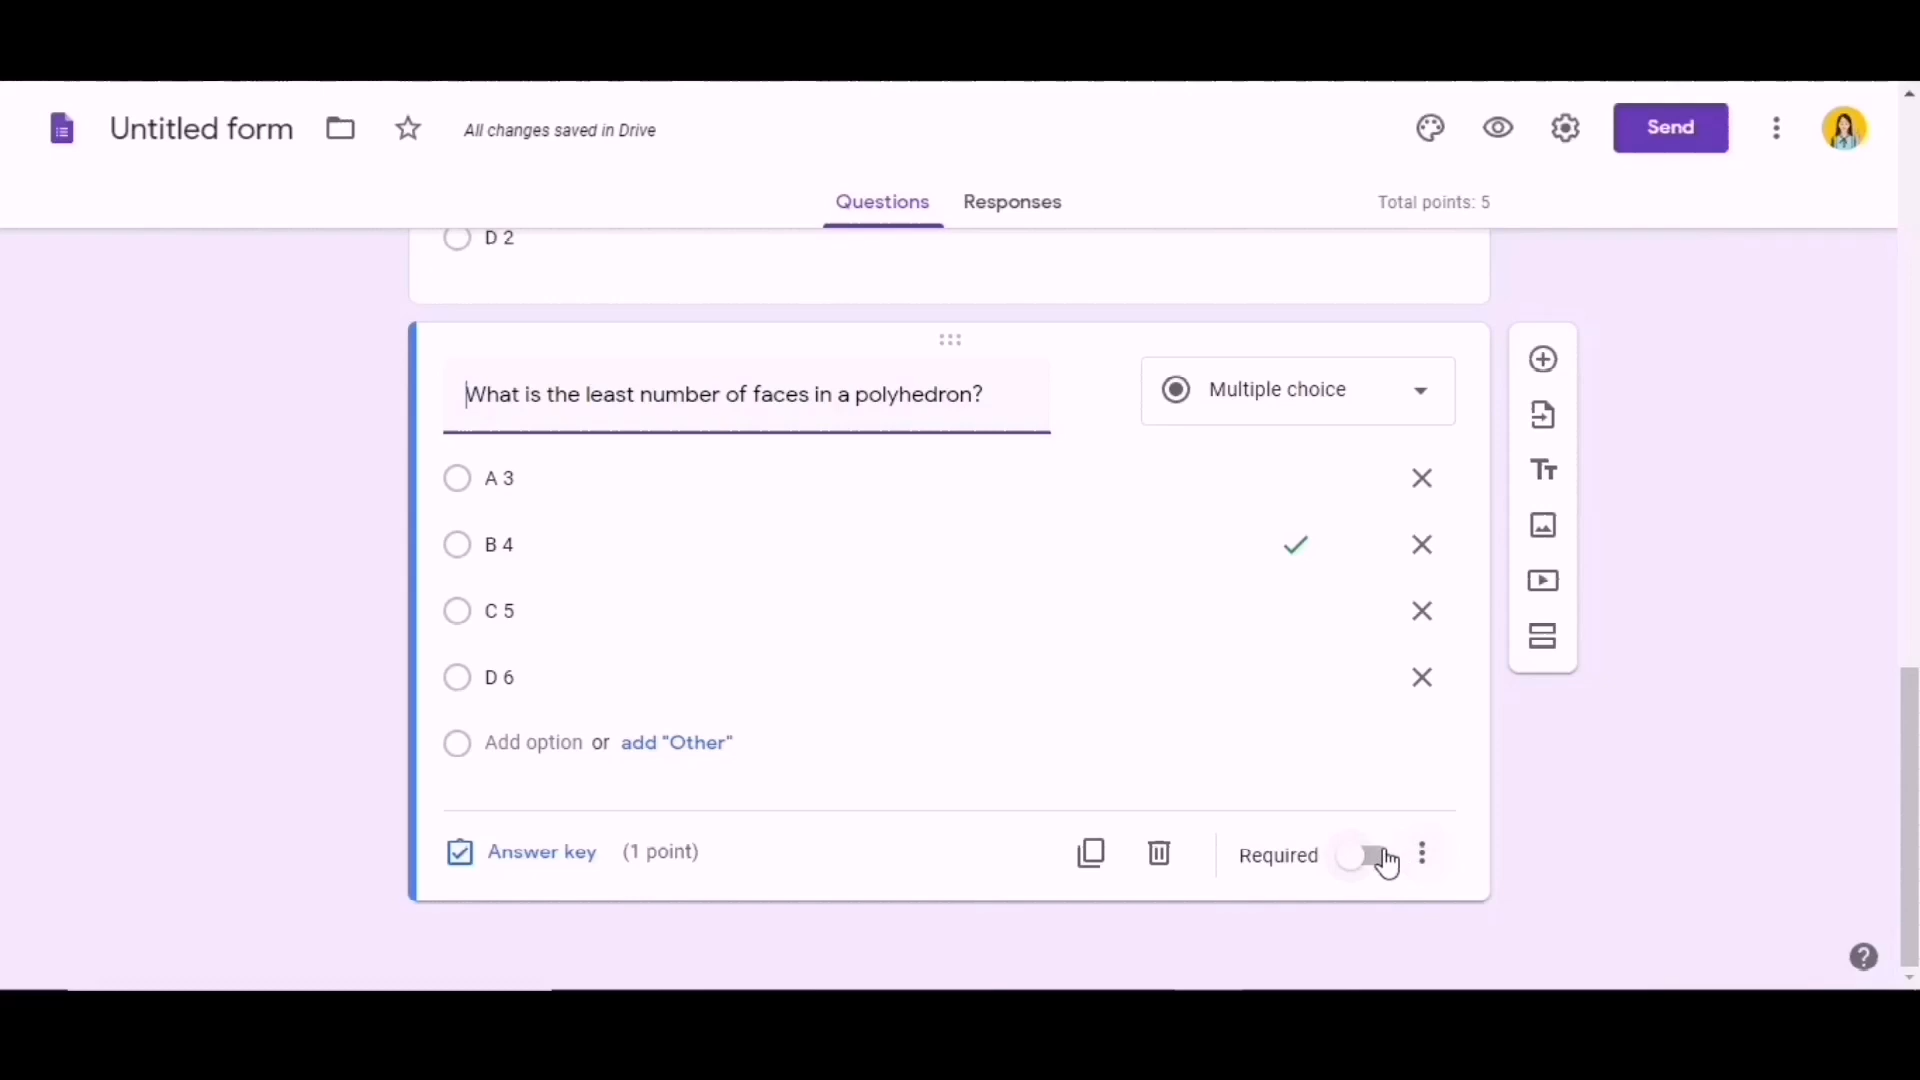 Untitled form
All changes saved in Drive
Send
Questions
Responses
Total points: 5
D 2
What is the least number of faces in a polyhedron?
Multiple choice
A 3
B 4
C 5
D 6
Add option or add "Other"
Answer key
(1 point)
Required